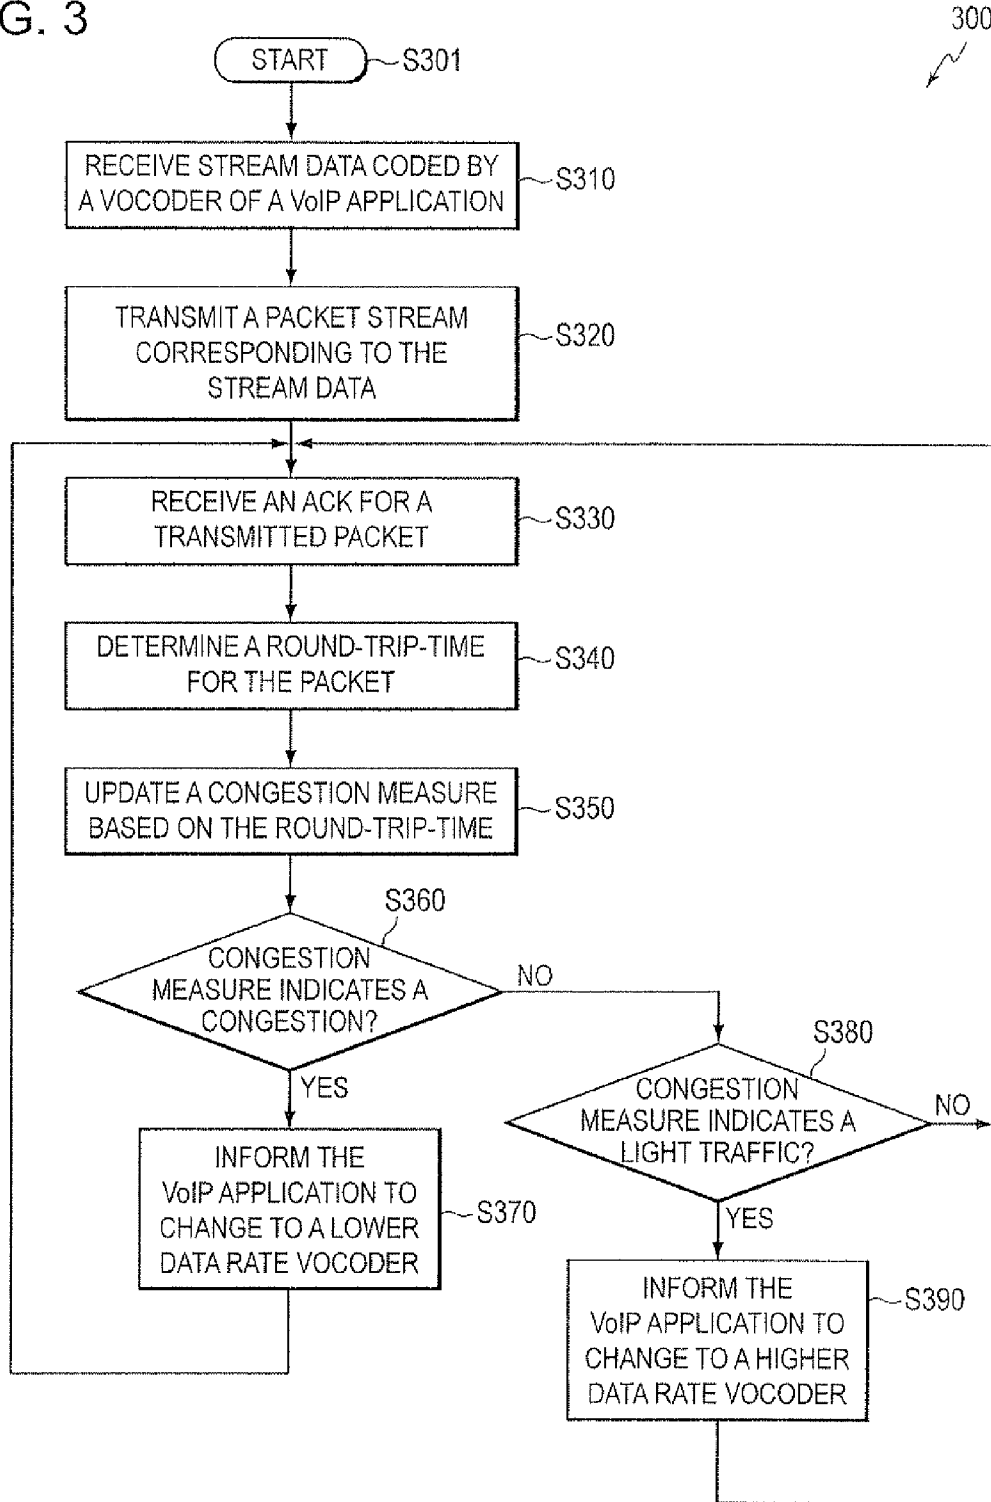 G. 3
300
START
S301
RECEIVE STREAM DATA CODED BY
A VOCODER OF A VoIP APPLICATION
S310
TRANSMIT A PACKET STREAM
CORRESPONDING TO THE
STREAM DATA
S320
RECEIVE AN ACK FOR A
TRANSMITTED PACKET
S330
DETERMINE A ROUND-TRIP-TIME
FOR THE PACKET
S340
UPDATE A CONGESTION MEASURE
BASED ON THE ROUND-TRIP-TIME
S350
S360
CONGESTION
MEASURE INDICATES A
CONGESTION?
NO
YES
S380
CONGESTION
MEASURE INDICATES A
LIGHT TRAFFIC?
NO
YES
INFORM THE
VoIP APPLICATION TO
CHANGE TO A LOWER
DATA RATE VOCODER
S370
INFORM THE
VoIP APPLICATION TO
CHANGE TO A HIGHER
DATA RATE VOCODER
S390